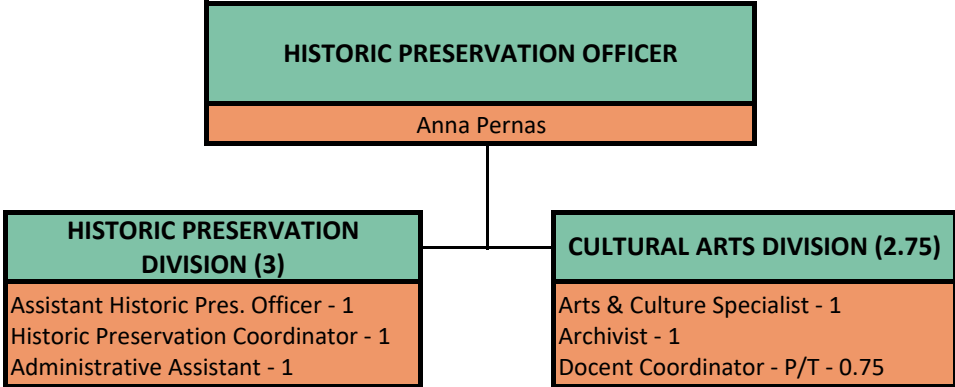 HISTORIC PRESERVATION OFFICER
Anna Pernas
HISTORIC PRESERVATION
DIVISION (3)
Assistant Historic Pres. Officer - 1
Historic Preservation Coordinator - 1
Administrative Assistant - 1
CULTURAL ARTS DIVISION (2.75)
Arts & Culture Specialist - 1
Archivist - 1
Docent Coordinator - P/T - 0.75